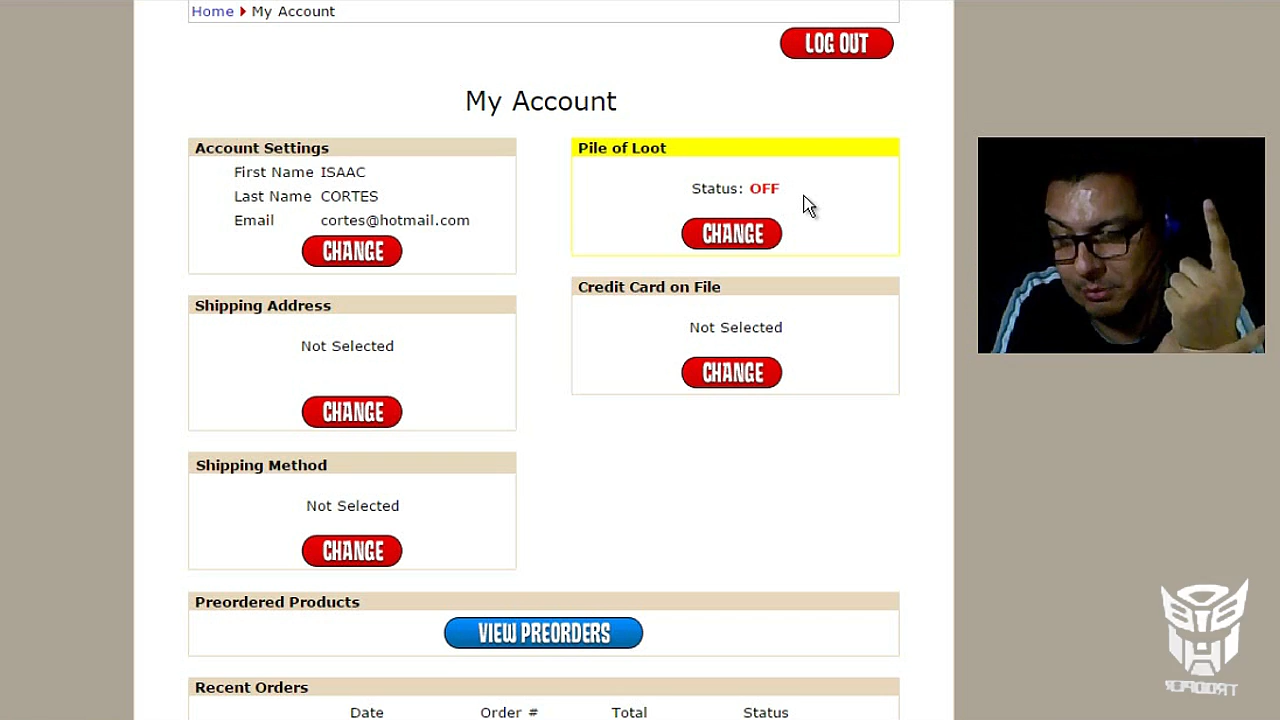 Home My Account
LOG OUT
My Account
Account Settings
First Name ISAAC
Last Name CORTES
Email cortes@hotmail.com
CHANGE
Pile of Loot
Status: OFF
CHANGE
Shipping Address
Not Selected
CHANGE
Credit Card on File
Not Selected
CHANGE
Shipping Method
Not Selected
CHANGE
Preordered Products
VIEW PREORDERS
Recent Orders
Date Order # Total Status